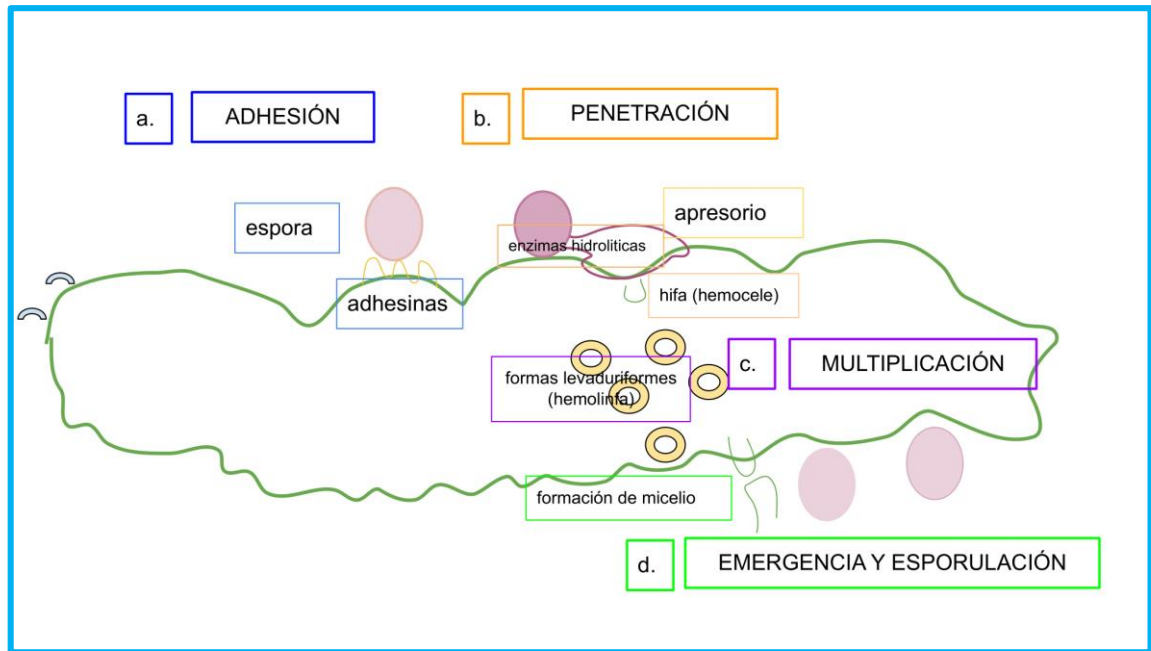 a.
ADHESIÓN
b.
PENETRACIÓN
espora
adhesinas
enzimas hidroliticas
apresorio
hifa (hemocele)
formas levaduriformes
(hemolinfa)
c.
MULTIPLICACIÓN
formación de micelio
d.
EMERGENCIA Y ESPORULACIÓN